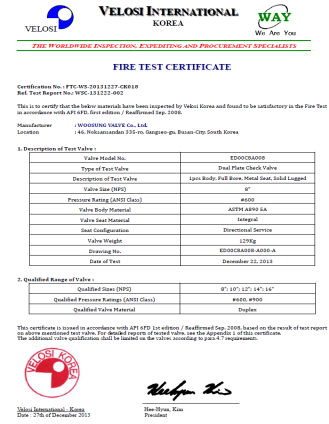 VELOSI
VELOSI INTERNATIONAL
KOREA
WAY
We Are You
THE WORLDWIDE INSPECTION, EXPEDITING AND PROCUREMENT SPECIALISTS
FIRE TEST CERTIFICATE
Certification No. : FTC-WS-20131227-CK018
Ref. Test Report No.: WSC-131222-002
This is to certify that the below materials have been inspected by Velosi Korea and found to be satisfactory in the Fire Test
in accordance with API 6FD, first edition / Reaffirmed Sep. 2008.
Manufacturer : WOOSUNG VALVE Co., Ltd.
Location : 46, Noksansandan 335-ro, Gangseo-gu, Busan-City, South Korea
1. Description of Test Valve :
Valve Model No. ED00C8A008
Type of Test Valve Dual Plate Check Valve
Description of Test Valve 1pcs Body, Full Bore, Metal Seat, Solid Lugged
Valve Size (NPS) 8"
Pressure Rating (ANSI Class) #600
Valve Body Material ASTM A890 5A
Valve Seat Material Integral
Seat Configuration Directional Service
Valve Weight 129Kg
Drawing No. ED00C8A008-A000-A
Date of Test December 22, 2013
2. Qualified Range of Valve :
Qualified Sizes (NPS) 8"; 10"; 12"; 14"; 16"
Qualified Pressure Ratings (ANSI Class) #600, #900
Qualified Valve Material Duplex
This certificate is issued in accordance with API 6FD 1st edition / Reaffirmed Sep. 2008, based on the result of test report
on above mentioned test valve. For detailed reports of tested valve, see the Appendix 1 of this certificate.
The additional valve qualification shall be limited on the valves according to para.4.7 requirements.
VELOSI KOREA
Velosi International - Korea
Date : 27th of December 2013
Hee-Hyun, Kim
President